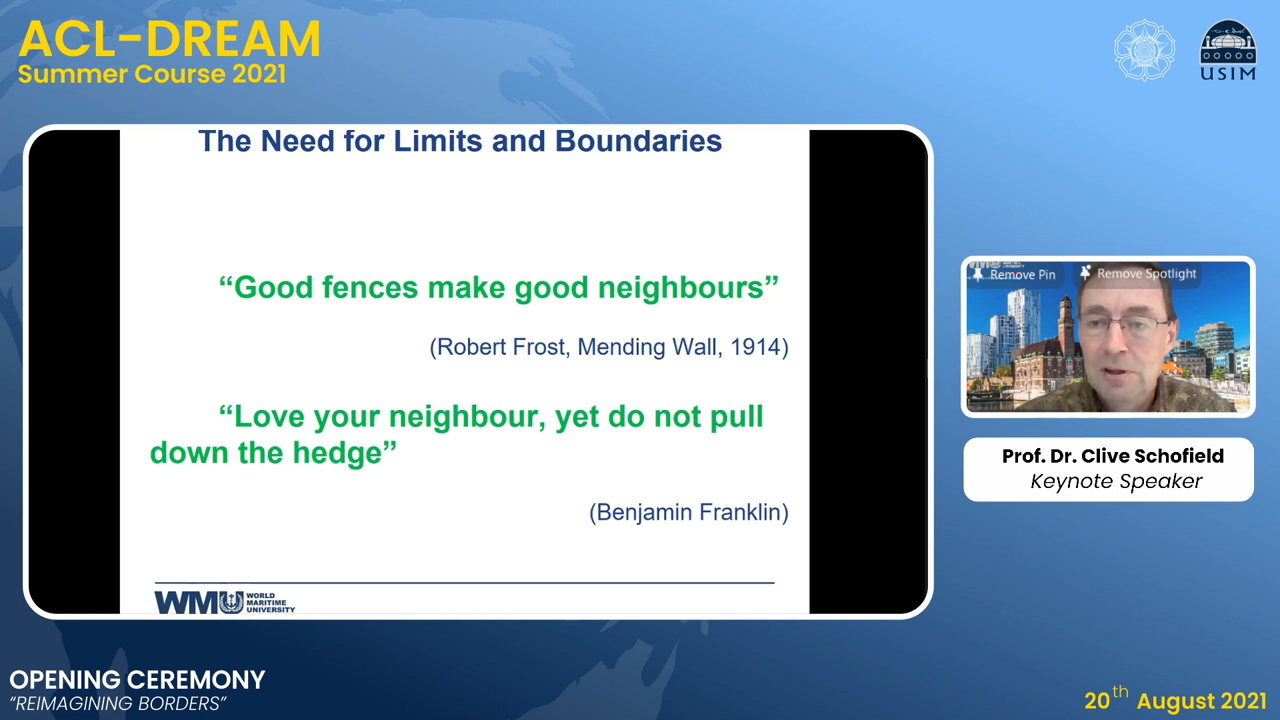 ACL-DREAM
Summer Course 2021
USIM
The Need for Limits and Boundaries
“Good fences make good neighbours”
(Robert Frost, Mending Wall, 1914)
“Love your neighbour, yet do not pull
down the hedge”
(Benjamin Franklin)
WMU WORLD
MARITIME
UNIVERSITY
Remove Pin
Remove Spotlight
Prof. Dr. Clive Schofield
Keynote Speaker
OPENING CEREMONY
“REIMAGINING BORDERS”
20th August 2021